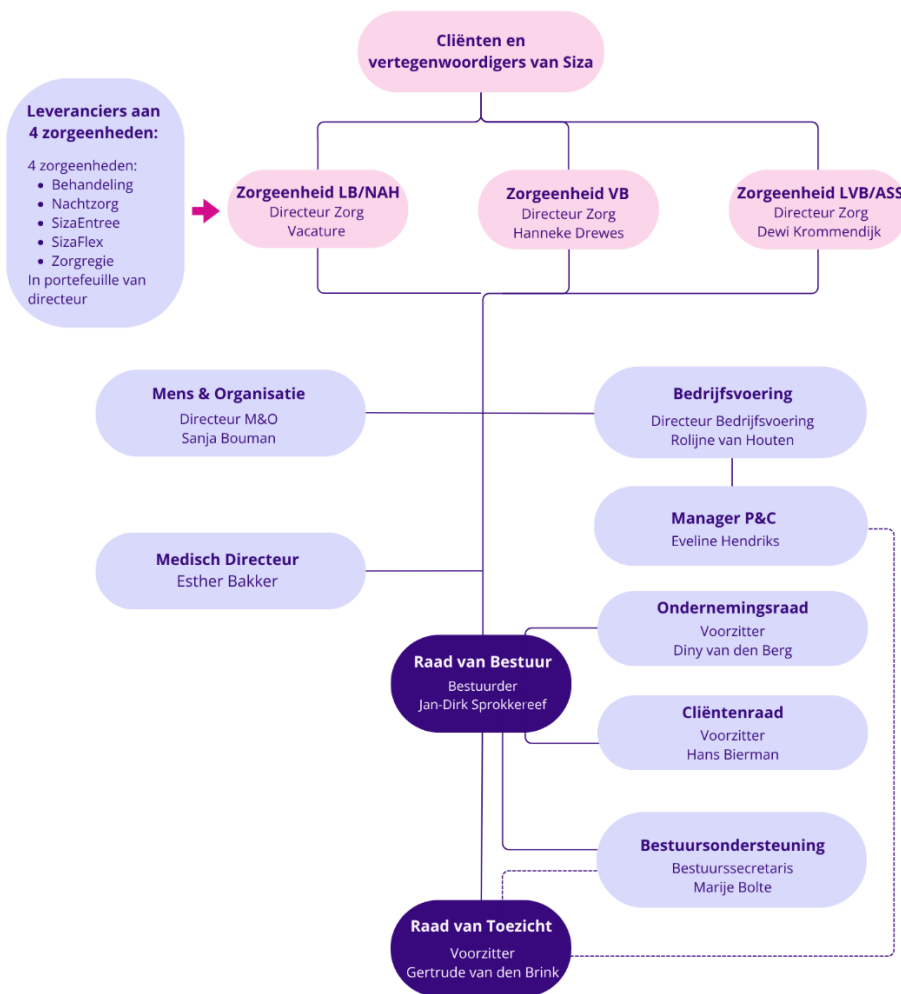 Cliënten en
vertegenwoordigers van Siza
Leveranciers aan
4 zorgeenheden:
4 zorgeenheden:
• Behandeling
• Nachtzorg
• SizaEntree
• SizaFlex
• Zorgregie
In portefeuille van
directeur
Zorgeenheid LB/NAH
Directeur Zorg
Vacature
Zorgeenheid VB
Directeur Zorg
Hanneke Drewes
Zorgeenheid LVB/ASS
Directeur Zorg
Dewi Krommendijk
Mens & Organisatie
Directeur M&O
Sanja Bouman
Bedrijfsvoering
Directeur Bedrijfsvoering
Rolijne van Houten
Manager P&C
Eveline Hendriks
Medisch Directeur
Esther Bakker
Ondernemingsraad
Voorzitter
Diny van den Berg
Raad van Bestuur
Bestuurder
Jan-Dirk Sprokkereef
Cliëntenraad
Voorzitter
Hans Bierman
Bestuursondersteuning
Bestuurssecretaris
Marije Bolte
Raad van Toezicht
Voorzitter
Gertrude van den Brink